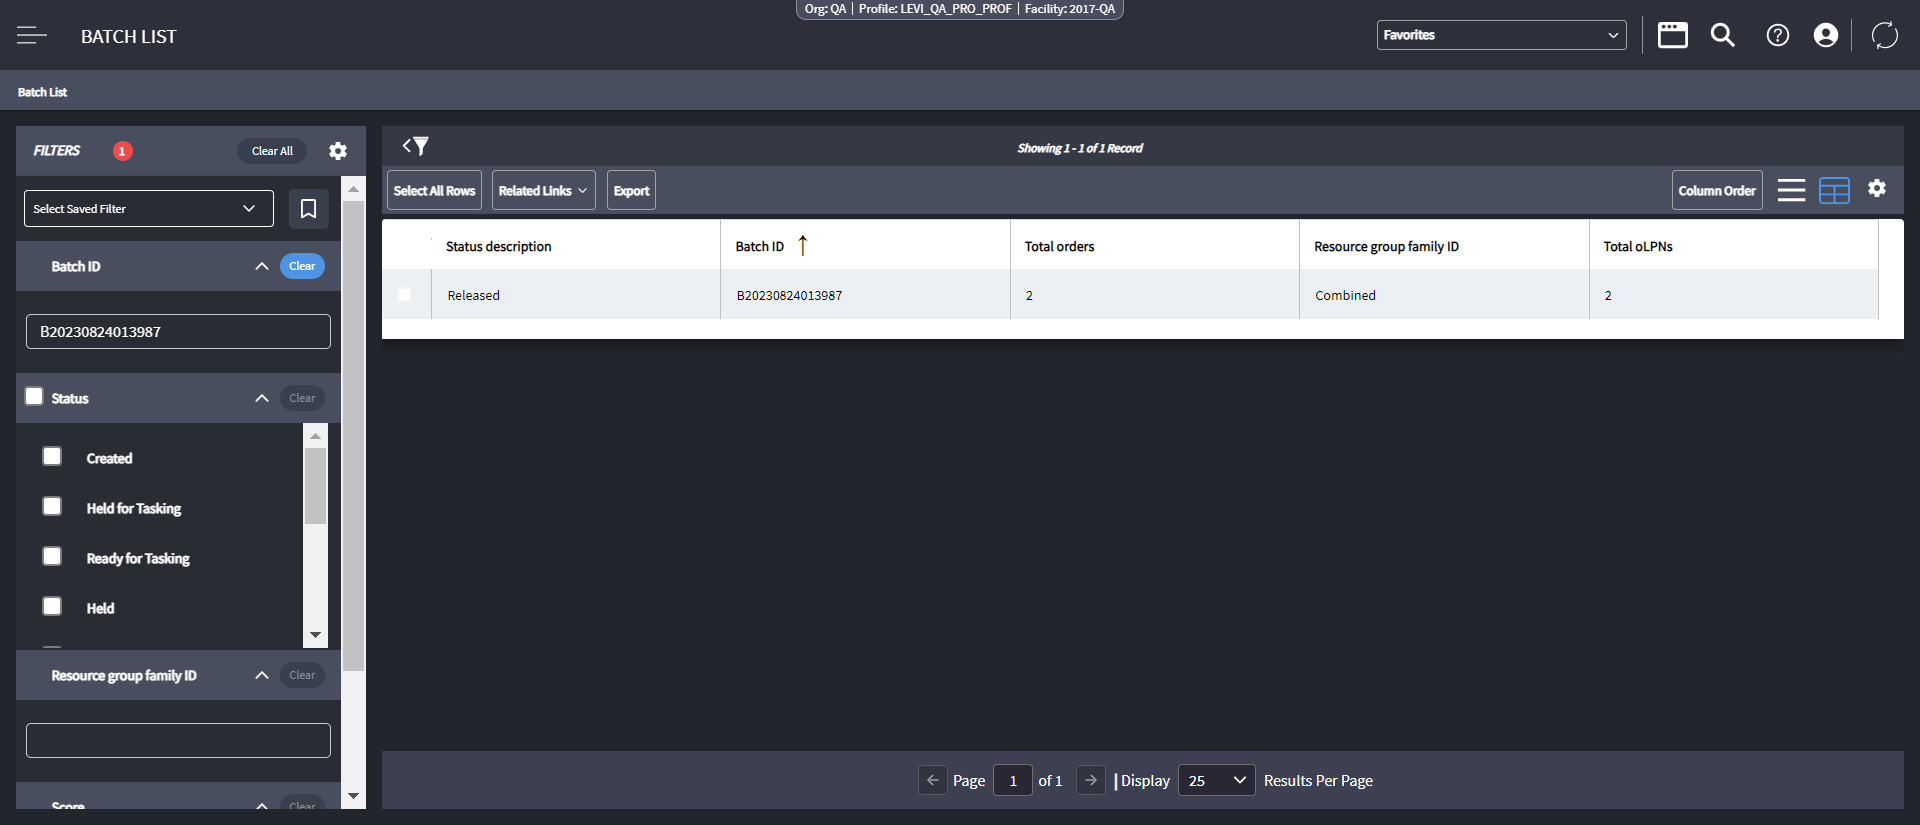 Org: QA | Profile: LEVI_QA_PRO_PROF | Facility: 2017-QA
BATCH LIST
Favorites
Batch List
FILTERS
1
Clear All
Select Saved Filter
Batch ID
Clear
B20230824013987
Status
Clear
Created
Held for Tasking
Ready for Tasking
Held
Resource group family ID
Clear
Score
Clear
Showing 1 - 1 of 1 Record
Select All Rows
Related Links
Export
Column Order
Status description Batch ID Total orders Resource group family ID Total oLPNs
Released B20230824013987 2 Combined 2
Page 1 of 1 | Display 25 Results Per Page